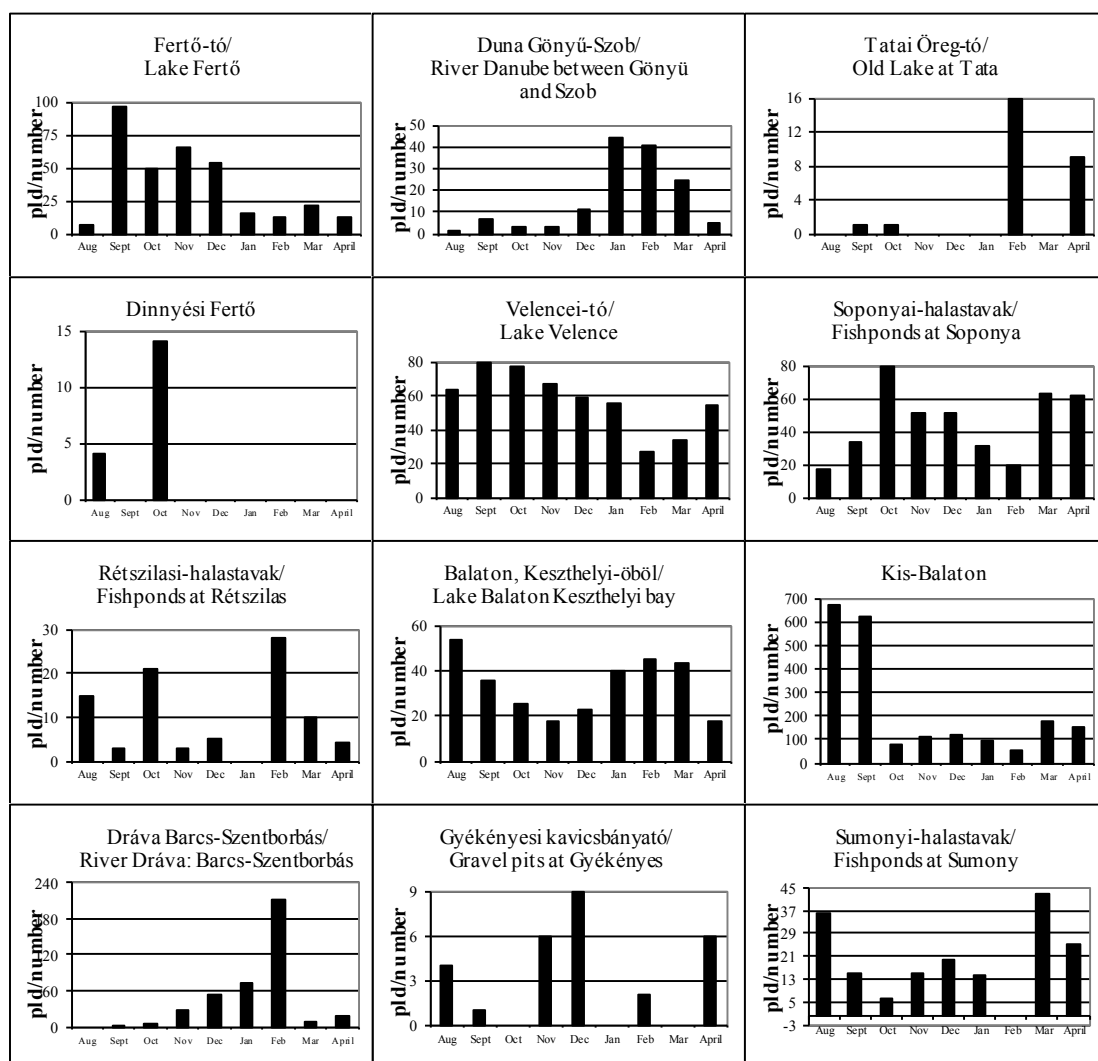 Fertő-tó/
Lake Fertő
pld/number
100
75
50
25
0
Aug Sept Oct Nov Dec Jan Feb Mar April
Duna Gönyű-Szob/
River Danube between Gönyü
and Szob
pld/number
50
40
30
20
10
0
Aug Sept Oct Nov Dec Jan Feb Mar April
Tatai Öreg-tó/
Old Lake at Tata
pld/number
16
12
8
4
0
Aug Sept Oct Nov Dec Jan Feb Mar April
Dinnyési Fertő
pld/number
15
10
5
0
Aug Sept Oct Nov Dec Jan Feb Mar April
Velencei-tó/
Lake Velence
pld/number
80
60
40
20
0
Aug Sept Oct Nov Dec Jan Feb Mar April
Soponyai-halastavak/
Fishponds at Soponya
pld/number
80
60
40
20
0
Aug Sept Oct Nov Dec Jan Feb Mar April
Rétszilasi-halastavak/
Fishponds at Rétszilas
pld/number
30
20
10
0
Aug Sept Oct Nov Dec Jan Feb Mar April
Balaton, Keszthelyi-öböl/
Lake Balaton Keszthelyi bay
pld/number
60
40
20
0
Aug Sept Oct Nov Dec Jan Feb Mar April
Kis-Balaton
pld/number
700
600
500
400
300
200
100
0
Aug Sept Oct Nov Dec Jan Feb Mar April
Dráva Barcs-Szentborbás/
River Dráva: Barcs-Szentborbás
pld/number
240
180
120
60
0
Aug Sept Oct Nov Dec Jan Feb Mar April
Gyékényesi kavicsbányató/
Gravel pits at Gyékényes
pld/number
9
6
3
0
Aug Sept Oct Nov Dec Jan Feb Mar April
Sumonyi-halastavak/
Fishponds at Sumony
pld/number
45
37
29
21
13
5
-3
Aug Sept Oct Nov Dec Jan Feb Mar April